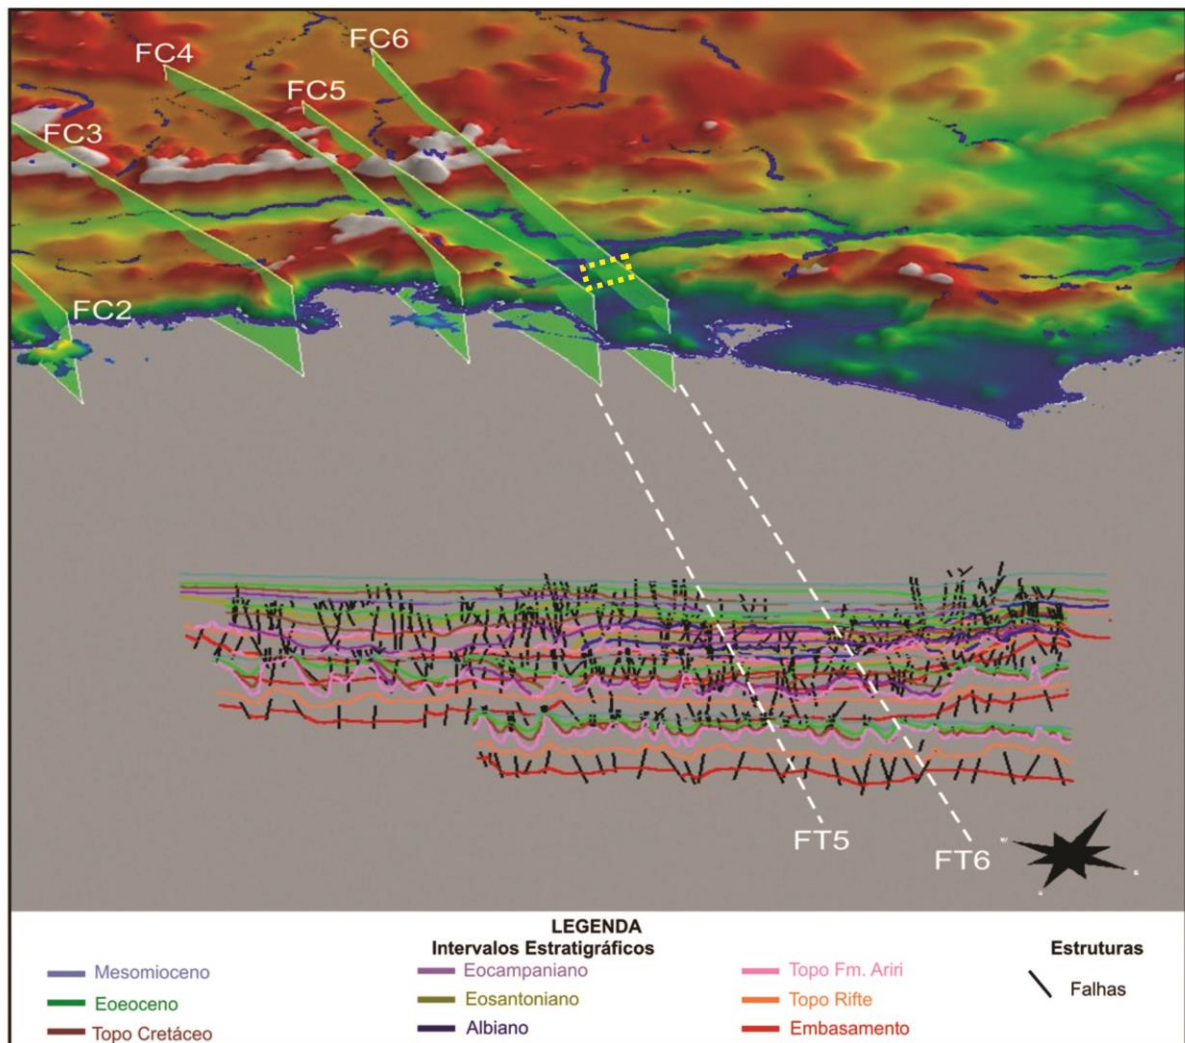 FC4
FC6
FC5
FC3
FC2
FT5
FT6
LEGENDA
Intervalos Estratigráficos
Estruturas
Mesomioceno
Eoeoceno
Topo Cretáceo
Eocampaniano
Eosantoniano
Albiano
Topo Fm. Ariri
Topo Rifte
Embasamento
Falhas